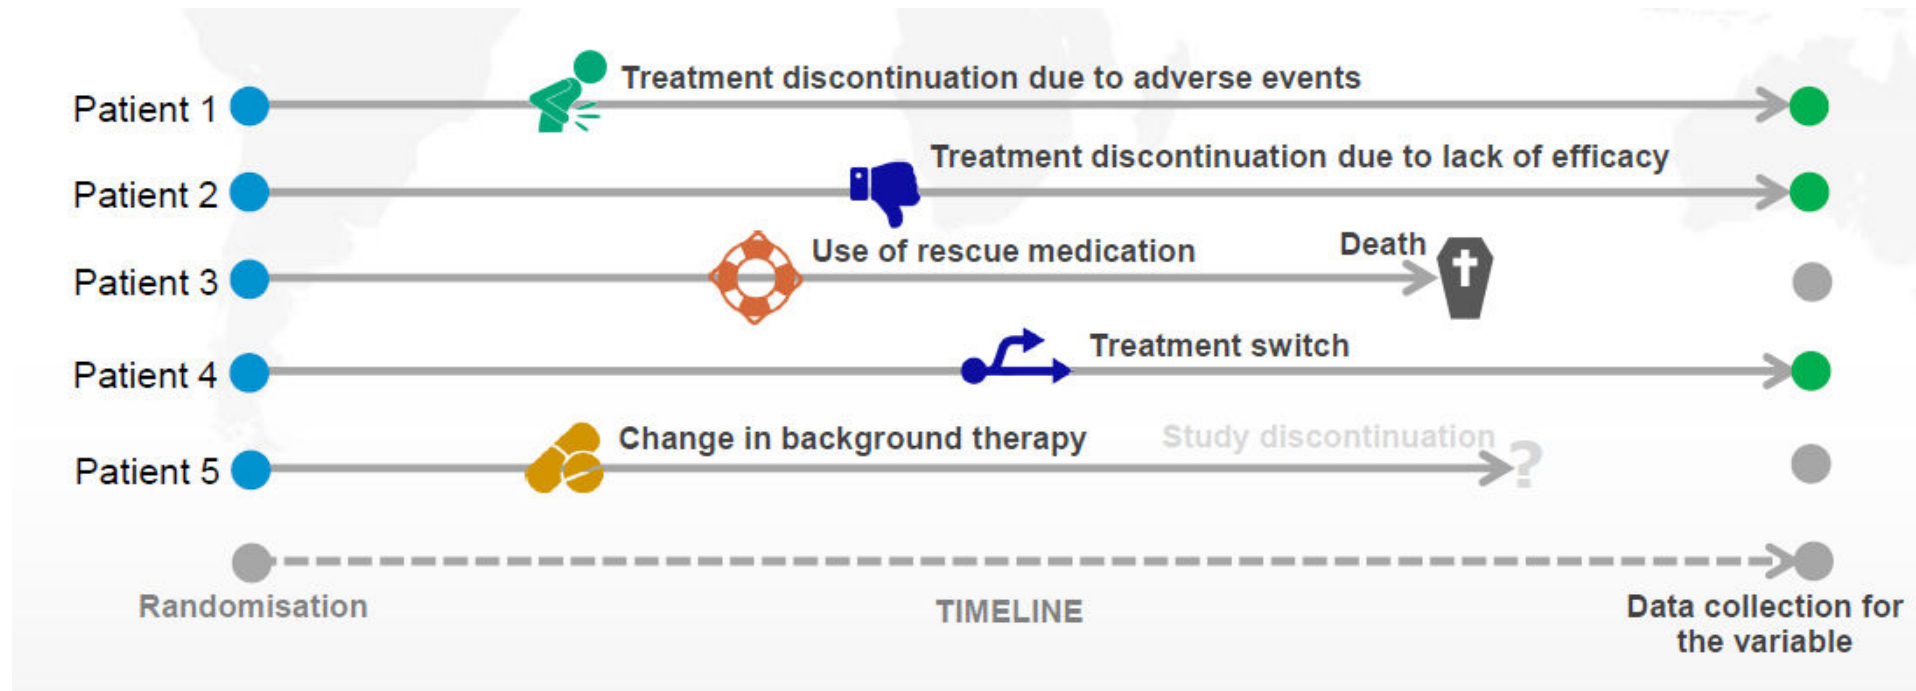 Treatment discontinuation due to adverse events
Patient 1
Treatment discontinuation due to lack of efficacy
Patient 2
Use of rescue medication
Death
Patient 3
Treatment switch
Patient 4
Change in background therapy
Study discontinuation
?
Patient 5
Randomisation
TIMELINE
Data collection for
the variable